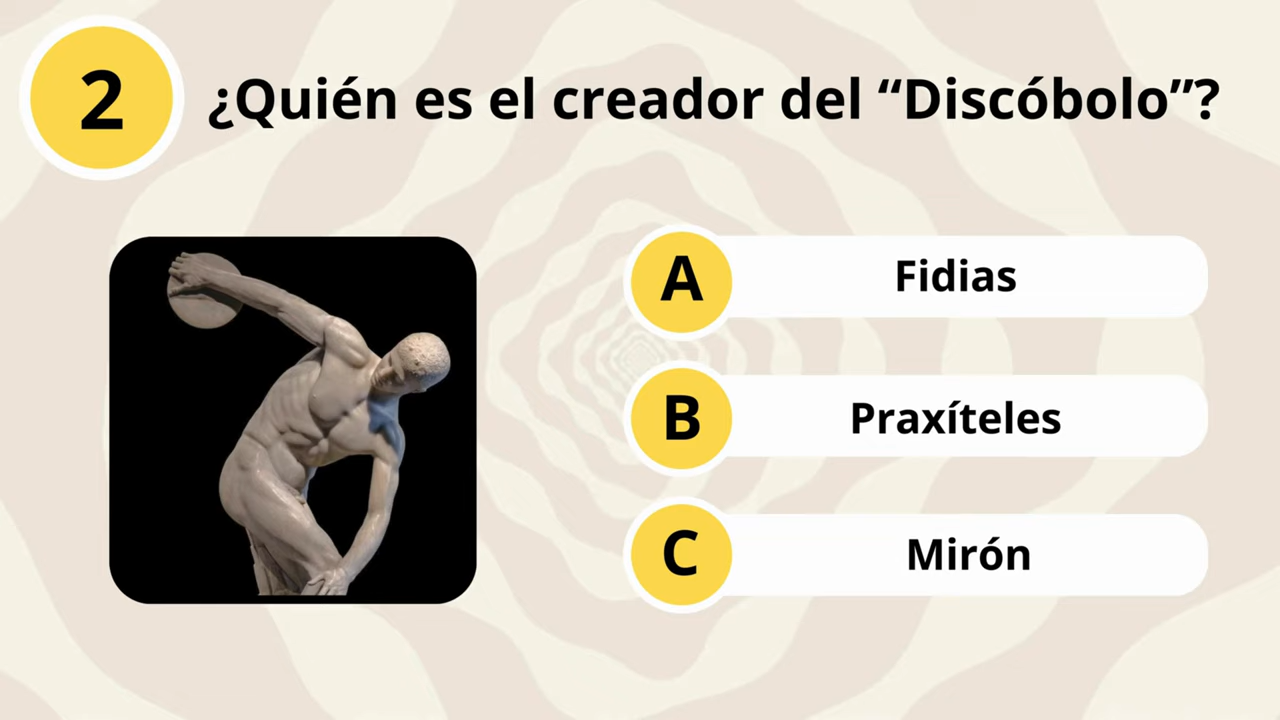 2
¿Quién es el creador del “Discóbolo”?
A
Fidias
B
Praxíteles
C
Mirón